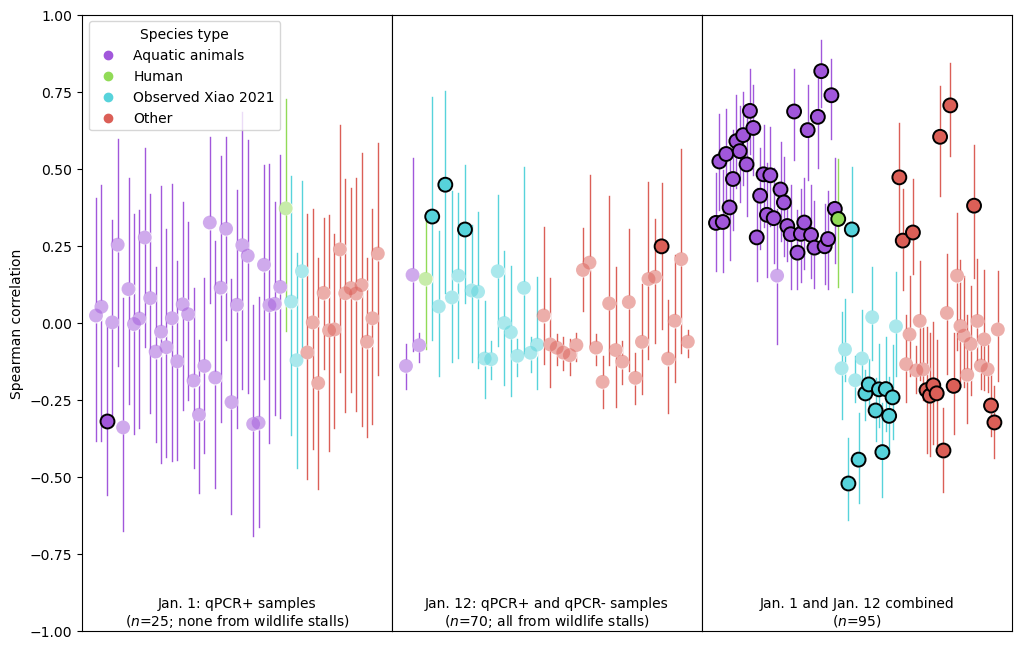 Species type
Aquatic animals
Human
Observed Xiao 2021
Other
Spearman correlation
1.00
0.75
0.50
0.25
0.00
−0.25
−0.50
−0.75
−1.00
Jan. 1: qPCR+ samples
(n=25; none from wildlife stalls)
Jan. 12: qPCR+ and qPCR- samples
(n=70; all from wildlife stalls)
Jan. 1 and Jan. 12 combined
(n=95)